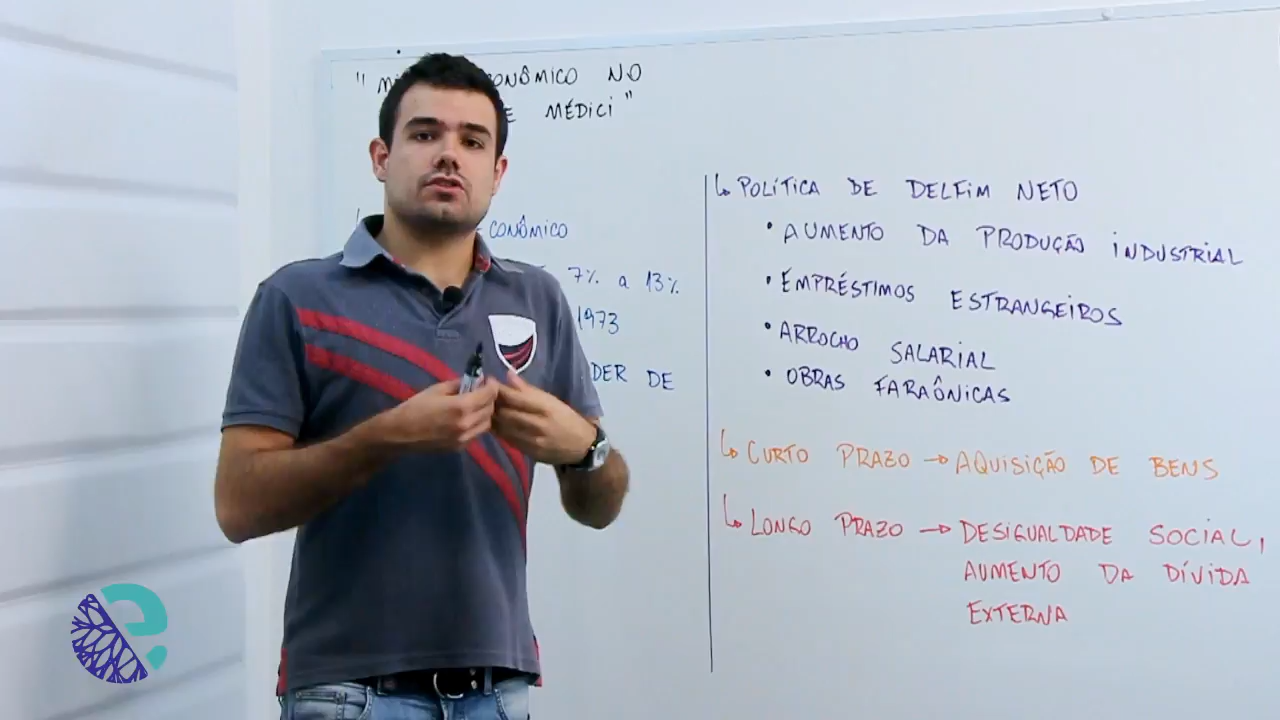 " CONÔMICO NO
E MÉDICI "
CONÔMICO
7% a 13%
1973
DER DE
↳ POLÍTICA DE DELFIM NETO
• AUMENTO DA PRODUÇÃO INDUSTRIAL
• EMPRÉSTIMOS ESTRANGEIROS
• ARROCHO SALARIAL
• OBRAS FARAÔNICAS
↳ CURTO PRAZO → AQUISIÇÃO DE BENS
↳ LONGO PRAZO → DESIGUALDADE SOCIAL,
AUMENTO DA DÍVIDA
EXTERNA